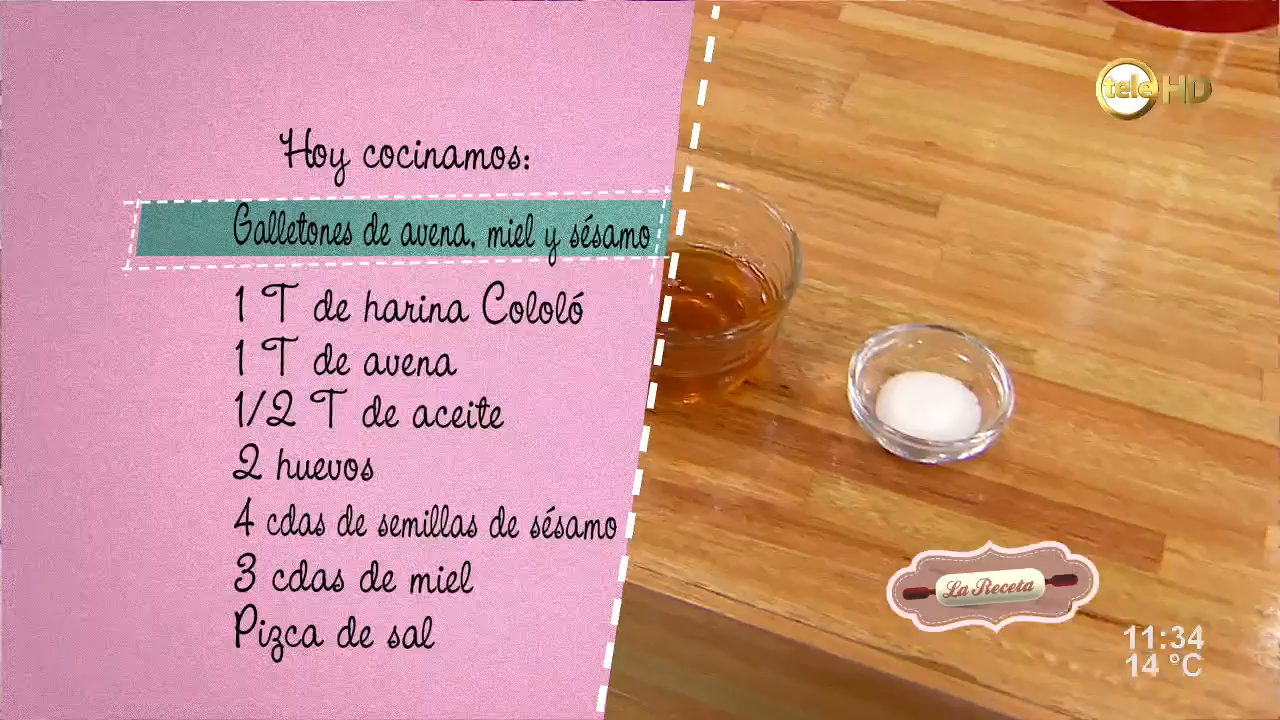 Hoy cocinamos:
Galletones de avena, miel y sésamo
1 T de harina Cololó
1 T de avena
1/2 T de aceite
2 huevos
4 cdas de semillas de sésamo
3 cdas de miel
Pizca de sal
tele HD
La Receta
11:34
14 °C